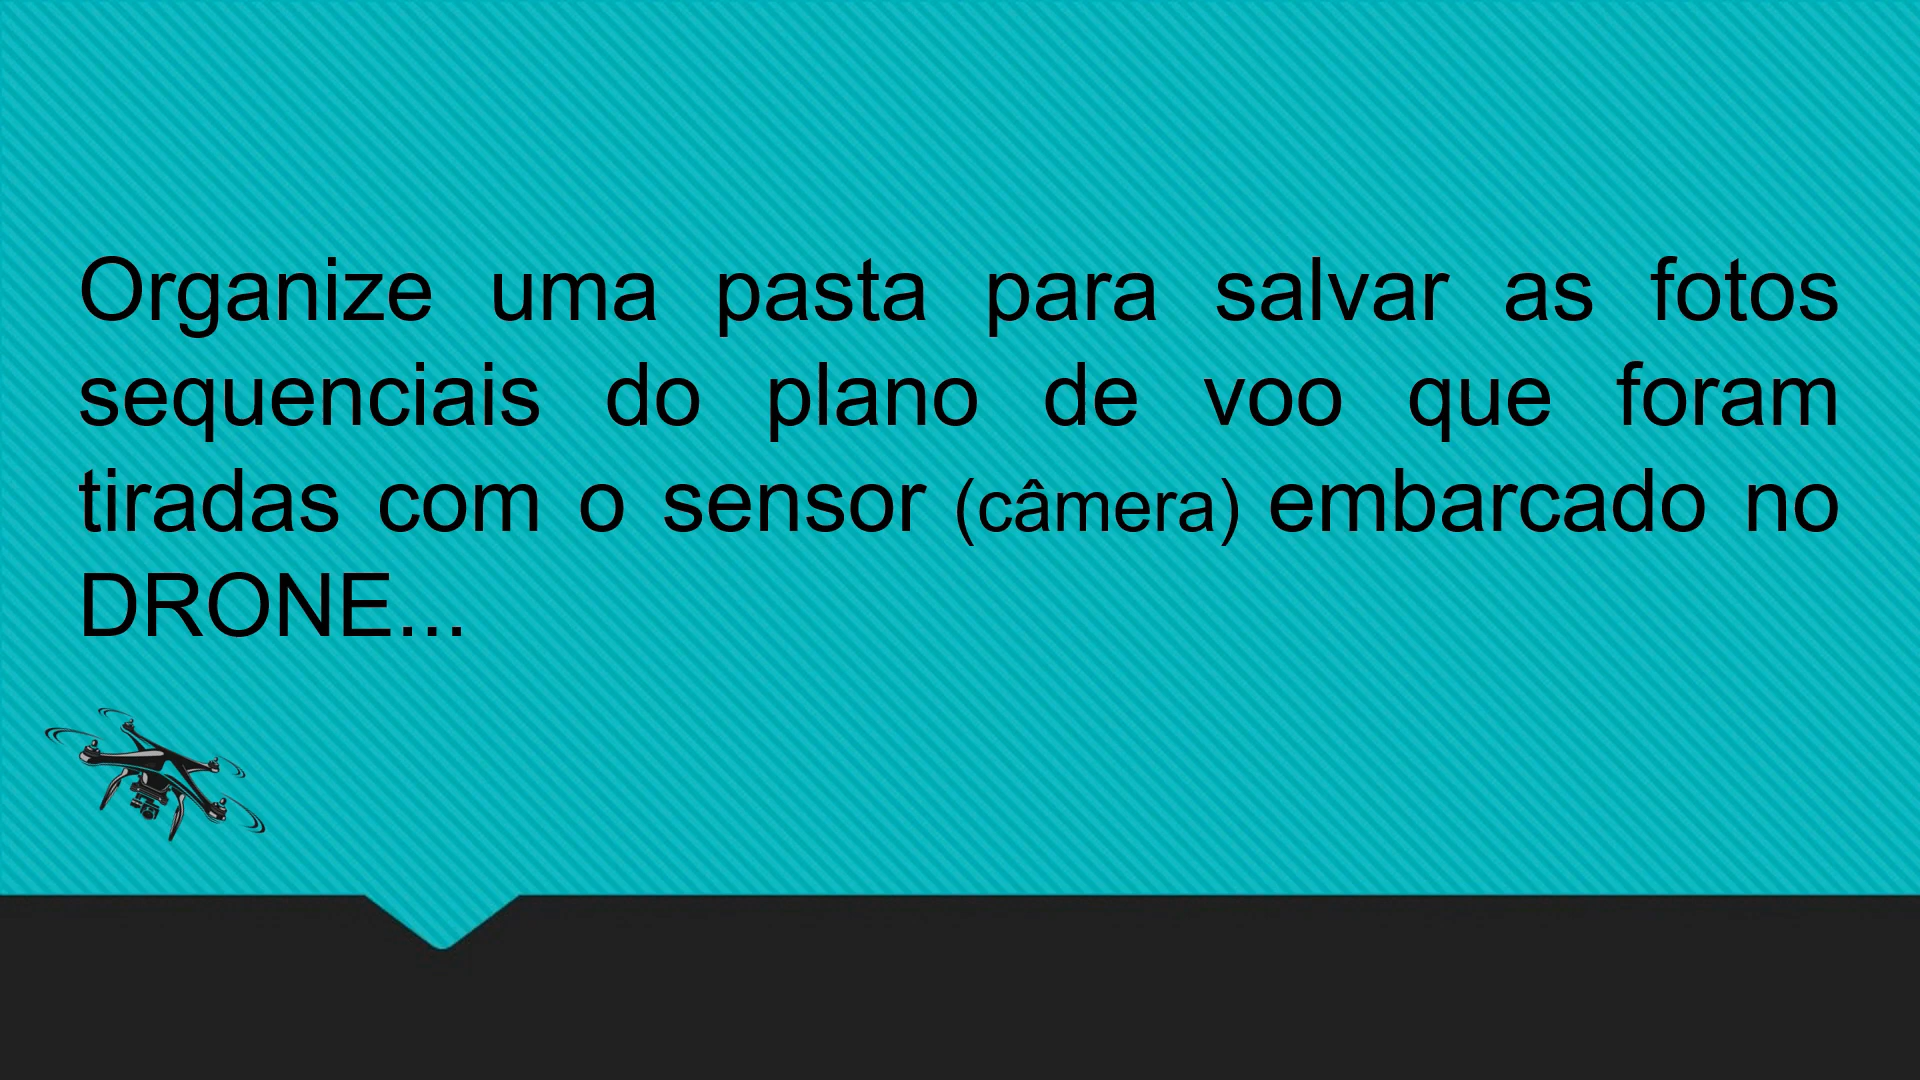 Organize uma pasta para salvar as fotos
sequenciais do plano de voo que foram
tiradas com o sensor (câmera) embarcado no
DRONE...